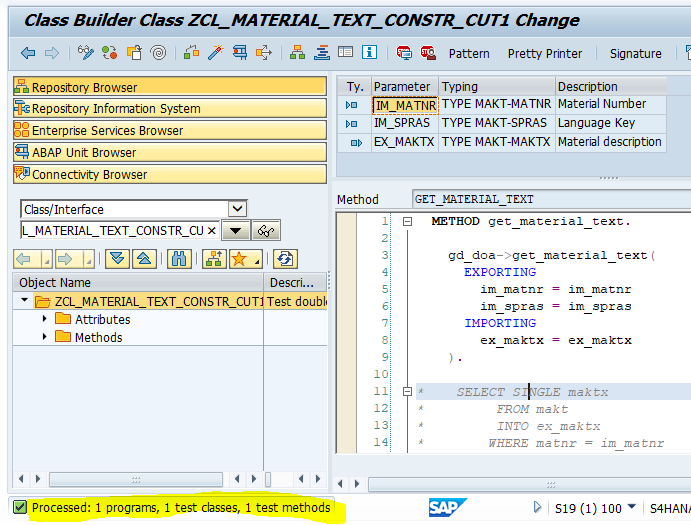 Class Builder Class ZCL_MATERIAL_TEXT_CONSTR_CUT1 Change
Pattern Pretty Printer Signature
Repository Browser
Repository Information System
Enterprise Services Browser
ABAP Unit Browser
Connectivity Browser
Class/Interface
L_MATERIAL_TEXT_CONSTR_CU
Object Name Descri...
ZCL_MATERIAL_TEXT_CONSTR_CUT1 Test double
Attributes
Methods
Ty. Parameter Typing Description
IM_MATNR TYPE MAKT-MATNR Material Number
IM_SPRAS TYPE MAKT-SPRAS Language Key
EX_MAKTX TYPE MAKT-MAKTX Material description
Method GET_MATERIAL_TEXT
1 METHOD get_material_text.
2
3 gd_doa->get_material_text(
4 EXPORTING
5 im_matnr = im_matnr
6 im_spras = im_spras
7 IMPORTING
8 ex_maktx = ex_maktx
9 ).
10
11 * SELECT SINGLE maktx
12 * FROM makt
13 * INTO ex_maktx
14 * WHERE matnr = im_matnr
Processed: 1 programs, 1 test classes, 1 test methods
SAP
S19 (1) 100
S4HANA